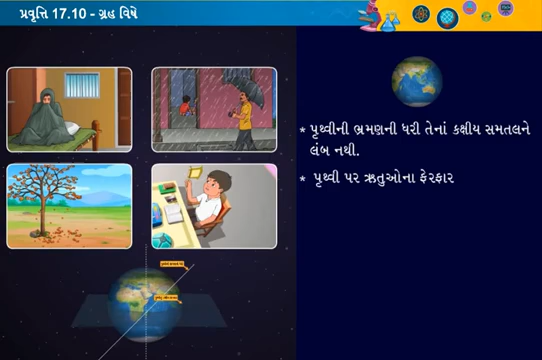 પ્રવૃત્તિ 17.10 - ગ્રહ વિષે
* પૃથ્વીની ભ્રમણની ધરી તેનાં કક્ષીય સમતલને
લંબ નથી.
* પૃથ્વી પર ઋતુઓના ફેરફાર